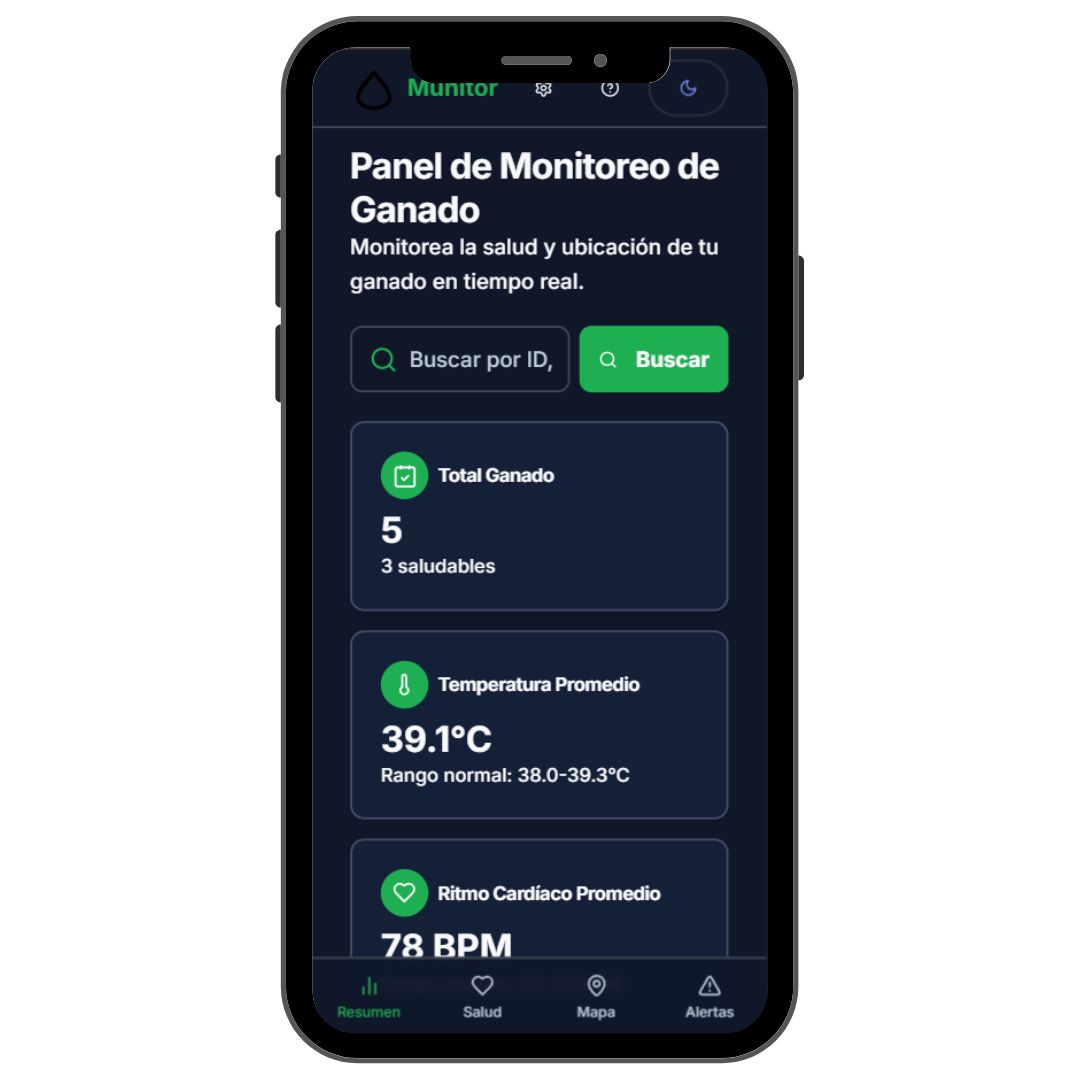 Munitor
Panel de Monitoreo de
Ganado
Monitorea la salud y ubicación de tu
ganado en tiempo real.
Buscar por ID,
Buscar
Total Ganado
5
3 saludables
Temperatura Promedio
39.1°C
Rango normal: 38.0-39.3°C
Ritmo Cardíaco Promedio
78 BPM
Resumen
Salud
Mapa
Alertas